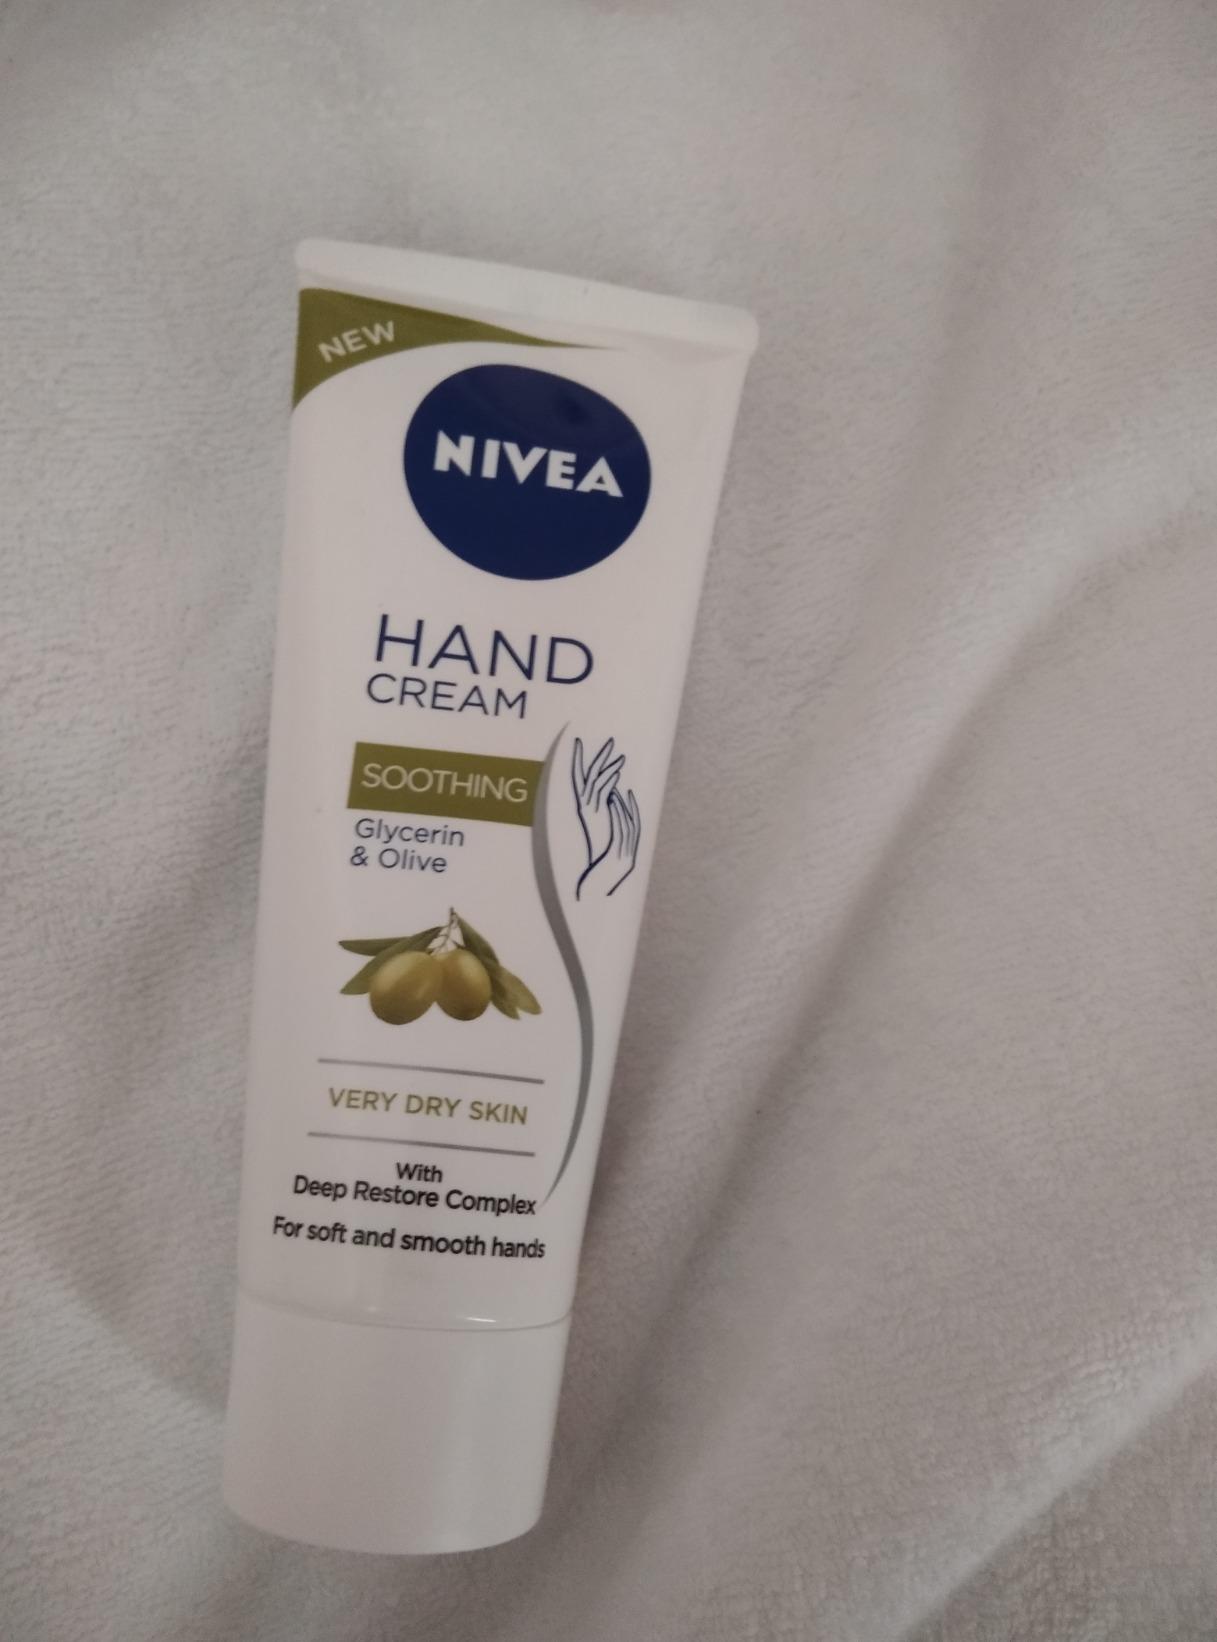 NEW
NIVEA
HAND
CREAM
SOOTHING
Glycerin
& Olive
VERY DRY SKIN
With
Deep Restore Complex
For soft and smooth hands